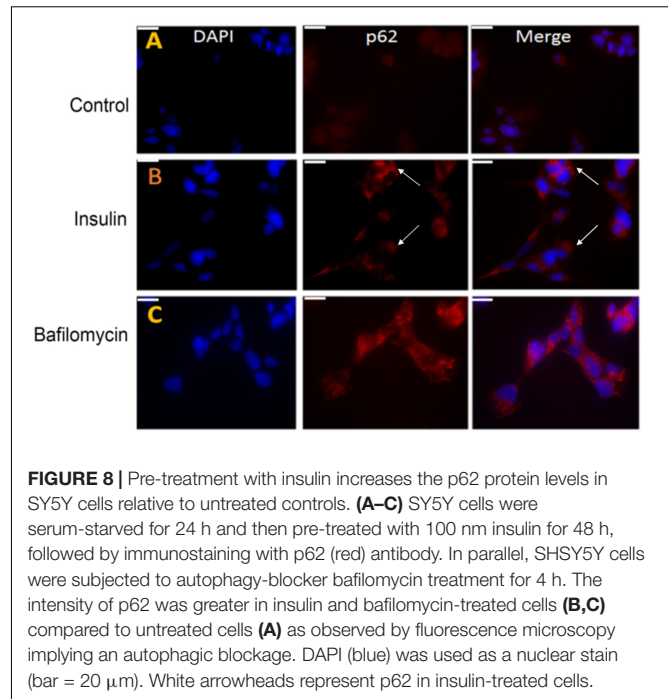 A DAPI p62 Merge
Control
B
Insulin
C
Bafilomycin
FIGURE 8 | Pre-treatment with insulin increases the p62 protein levels in
SY5Y cells relative to untreated controls. (A–C) SY5Y cells were
serum-starved for 24 h and then pre-treated with 100 nm insulin for 48 h,
followed by immunostaining with p62 (red) antibody. In parallel, SHSY5Y cells
were subjected to autophagy-blocker bafilomycin treatment for 4 h. The
intensity of p62 was greater in insulin and bafilomycin-treated cells (B,C)
compared to untreated cells (A) as observed by fluorescence microscopy
implying an autophagic blockage. DAPI (blue) was used as a nuclear stain
(bar = 20 μm). White arrowheads represent p62 in insulin-treated cells.